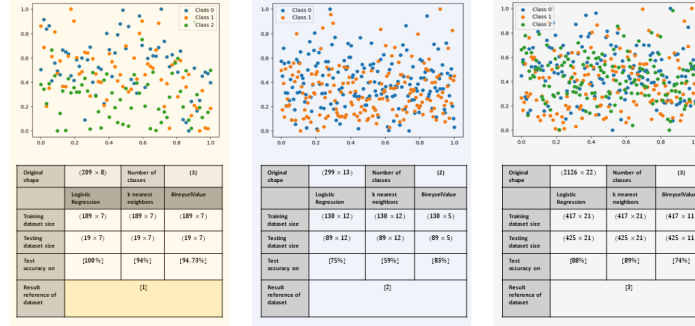 1.0
0.8
0.6
0.4
0.2
0.0
Class 0
Class 1
Class 2
0.0 0.2 0.4 0.6 0.8 1.0
Original shape (209 × 8) Number of classes (3)
Logistic Regression k nearest neighbors BireyselValue
Training dataset size (189 × 7) (189 × 7) (189 × 7)
Testing dataset size (19 × 7) (19 × 7) (19 × 7)
Test accuracy on [100%] [94%] [94.73%]
Result reference of dataset [1]
1.0
0.8
0.6
0.4
0.2
0.0
Class 0
Class 1
0.0 0.2 0.4 0.6 0.8 1.0
Original shape (299 × 13) Number of classes (2)
Logistic Regression k nearest neighbors BireyselValue
Training dataset size (130 × 12) (130 × 12) (130 × 5)
Testing dataset size (89 × 12) (89 × 12) (89 × 5)
Test accuracy on [75%] [59%] [83%]
Result reference of dataset [2]
1.0
0.8
0.6
0.4
0.2
0.0
Class 0
Class 1
Class 2
0.0 0.2 0.4 0.6 0.8 1.0
Original shape (2126 × 22) Number of classes (3)
Logistic Regression k nearest neighbors BireyselValue
Training dataset size (417 × 21) (417 × 21) (417 × 11
Testing dataset size (425 × 21) (425 × 21) (425 × 11
Test accuracy on [88%] [89%] [74%]
Result reference of dataset [3]